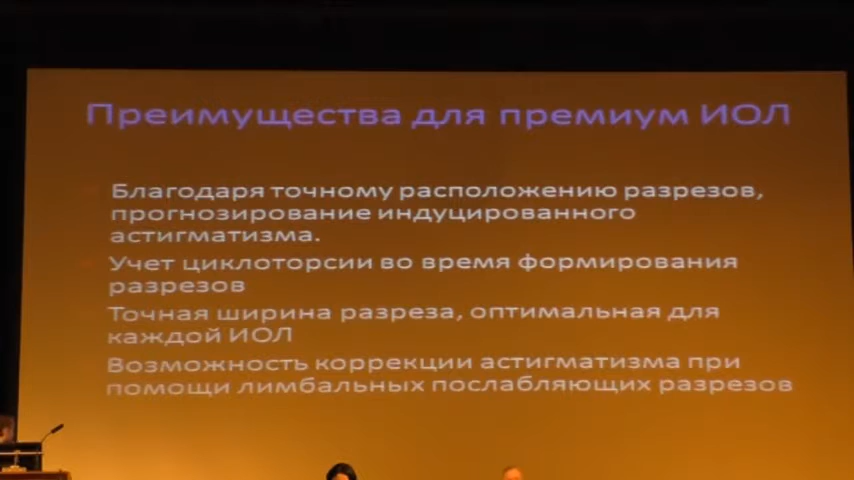 Преимущества для премиум ИОЛ
Благодаря точному расположению разрезов,
прогнозирование индуцированного
астигматизма.
Учет циклоторсии во время формирования
разрезов
Точная ширина разреза, оптимальная для
каждой ИОЛ
Возможность коррекции астигматизма при
помощи лимбальных послабляющих разрезов